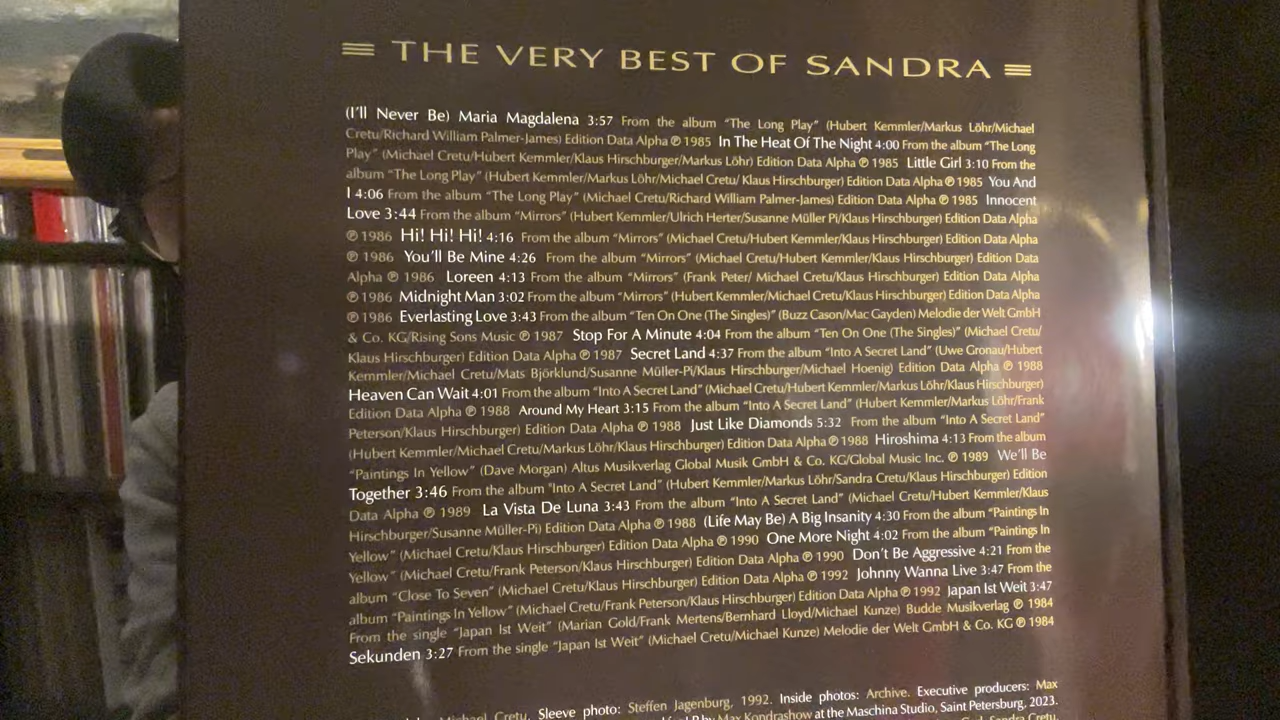 THE VERY BEST OF SANDRA
(I'll Never Be) Maria Magdalena 3:57 From the album "The Long Play" (Hubert Kemmler/Markus Löhr/Michael
Cretu/Richard William Palmer-James) Edition Data Alpha ℗ 1985 In The Heat Of The Night 4:00 From the album "The Long
Play" (Michael Cretu/Hubert Kemmler/Klaus Hirschburger/Markus Löhr) Edition Data Alpha ℗ 1985 Little Girl 3:10 From the
album "The Long Play" (Hubert Kemmler/Markus Löhr/Michael Cretu/ Klaus Hirschburger) Edition Data Alpha ℗ 1985 You And
I 4:06 From the album "The Long Play" (Michael Cretu/Richard William Palmer-James) Edition Data Alpha ℗ 1985 Innocent
Love 3:44 From the album "Mirrors" (Hubert Kemmler/Ulrich Herter/Susanne Müller Pi/Klaus Hirschburger) Edition Data Alpha
℗ 1986 Hi! Hi! Hi! 4:16 From the album "Mirrors" (Michael Cretu/Hubert Kemmler/Klaus Hirschburger) Edition Data Alpha
℗ 1986 You'll Be Mine 4:26 From the album "Mirrors" (Michael Cretu/Hubert Kemmler/Klaus Hirschburger) Edition Data
Alpha ℗ 1986 Loreen 4:13 From the album "Mirrors" (Frank Peter/ Michael Cretu/Klaus Hirschburger) Edition Data Alpha
℗ 1986 Midnight Man 3:02 From the album "Mirrors" (Hubert Kemmler/Michael Cretu/Klaus Hirschburger) Edition Data Alpha
℗ 1986 Everlasting Love 3:43 From the album "Ten On One (The Singles)" (Buzz Cason/Mac Gayden) Melodie der Welt GmbH
& Co. KG/Rising Sons Music ℗ 1987 Stop For A Minute 4:04 From the album "Ten On One (The Singles)" (Michael Cretu/
Klaus Hirschburger) Edition Data Alpha ℗ 1987 Secret Land 4:37 From the album "Into A Secret Land" (Uwe Gronau/Hubert
Kemmler/Michael Cretu/Mats Björklund/Susanne Müller-Pi/Klaus Hirschburger/Michael Hoenig) Edition Data Alpha ℗ 1988
Heaven Can Wait 4:01 From the album "Into A Secret Land" (Michael Cretu/Hubert Kemmler/Markus Löhr/Klaus Hirschburger)
Edition Data Alpha ℗ 1988 Around My Heart 3:15 From the album "Into A Secret Land" (Hubert Kemmler/Markus Löhr/Frank
Peterson/Klaus Hirschburger) Edition Data Alpha ℗ 1988 Just Like Diamonds 5:32 From the album "Into A Secret Land"
(Hubert Kemmler/Michael Cretu/Markus Löhr/Klaus Hirschburger) Edition Data Alpha ℗ 1988 Hiroshima 4:13 From the album
"Paintings In Yellow" (Dave Morgan) Altus Musikverlag Global Musik GmbH & Co. KG/Global Music Inc. ℗ 1989 We'll Be
Together 3:46 From the album "Into A Secret Land" (Hubert Kemmler/Markus Löhr/Sandra Cretu/Klaus Hirschburger) Edition
Data Alpha ℗ 1989 La Vista De Luna 3:43 From the album "Into A Secret Land" (Michael Cretu/Hubert Kemmler/Klaus
Hirschburger/Susanne Müller-Pi) Edition Data Alpha ℗ 1988 (Life May Be) A Big Insanity 4:30 From the album "Paintings In
Yellow" (Michael Cretu/Klaus Hirschburger) Edition Data Alpha ℗ 1990 One More Night 4:02 From the album "Paintings In
Yellow" (Michael Cretu/Frank Peterson/Klaus Hirschburger) Edition Data Alpha ℗ 1990 Don't Be Aggressive 4:21 From the
album "Close To Seven" (Michael Cretu/Klaus Hirschburger) Edition Data Alpha ℗ 1992 Johnny Wanna Live 3:47 From the
album "Paintings In Yellow" (Michael Cretu/Frank Peterson/Klaus Hirschburger) Edition Data Alpha ℗ 1992 Japan Ist Weit 3:47
From the single "Japan Ist Weit" (Marian Gold/Frank Mertens/Bernhard Lloyd/Michael Kunze) Budde Musikverlag ℗ 1984
Sekunden 3:27 From the single "Japan Ist Weit" (Michael Cretu/Michael Kunze) Melodie der Welt GmbH & Co. KG ℗ 1984
Michael Cretu. Sleeve photo: Steffen Jagenburg, 1992. Inside photos: Archive. Executive producers: Max
by Max Kondrashow at the Maschina Studio, Saint Petersburg, 2023.
Sandra Cretu,